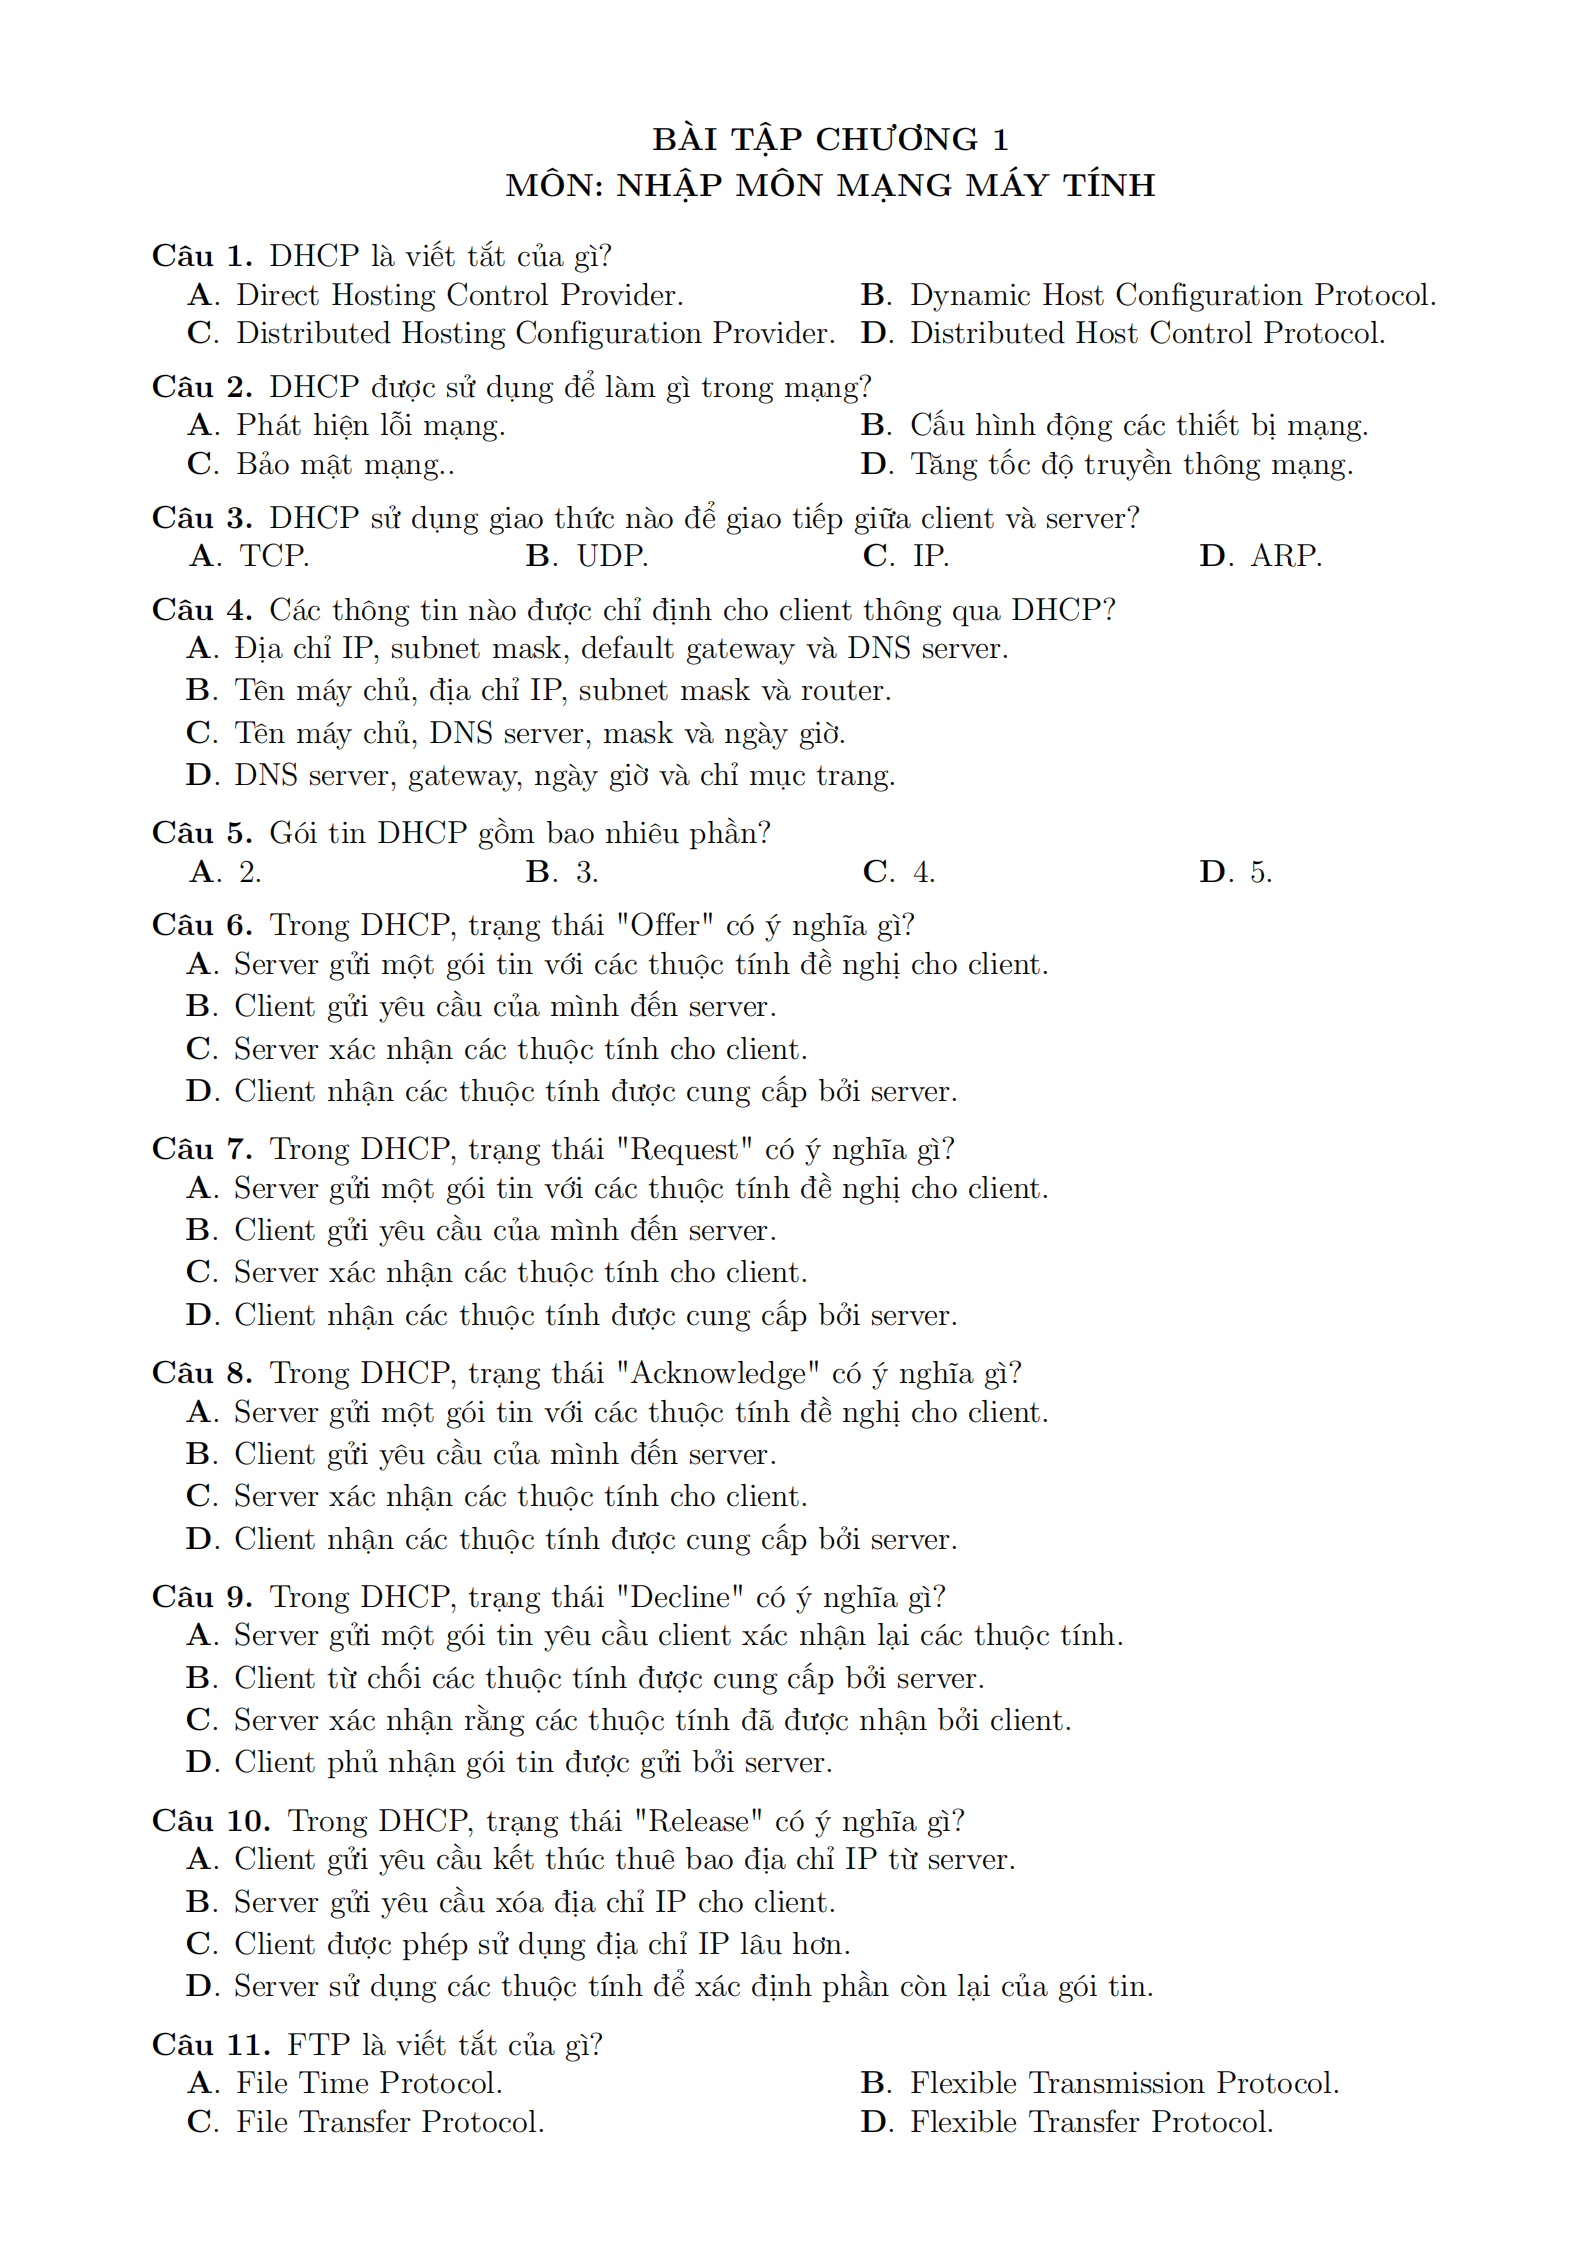 BÀI TẬP CHƯƠNG 1
MÔN: NHẬP MÔN MẠNG MÁY TÍNH
Câu 1. DHCP là viết tắt của gì?
A. Direct Hosting Control Provider. B. Dynamic Host Configuration Protocol.
C. Distributed Hosting Configuration Provider. D. Distributed Host Control Protocol.
Câu 2. DHCP được sử dụng để làm gì trong mạng?
A. Phát hiện lỗi mạng. B. Cấu hình động các thiết bị mạng.
C. Bảo mật mạng.. D. Tăng tốc độ truyền thông mạng.
Câu 3. DHCP sử dụng giao thức nào để giao tiếp giữa client và server?
A. TCP. B. UDP. C. IP. D. ARP.
Câu 4. Các thông tin nào được chỉ định cho client thông qua DHCP?
A. Địa chỉ IP, subnet mask, default gateway và DNS server.
B. Tên máy chủ, địa chỉ IP, subnet mask và router.
C. Tên máy chủ, DNS server, mask và ngày giờ.
D. DNS server, gateway, ngày giờ và chỉ mục trang.
Câu 5. Gói tin DHCP gồm bao nhiêu phần?
A. 2. B. 3. C. 4. D. 5.
Câu 6. Trong DHCP, trạng thái "Offer" có ý nghĩa gì?
A. Server gửi một gói tin với các thuộc tính đề nghị cho client.
B. Client gửi yêu cầu của mình đến server.
C. Server xác nhận các thuộc tính cho client.
D. Client nhận các thuộc tính được cung cấp bởi server.
Câu 7. Trong DHCP, trạng thái "Request" có ý nghĩa gì?
A. Server gửi một gói tin với các thuộc tính đề nghị cho client.
B. Client gửi yêu cầu của mình đến server.
C. Server xác nhận các thuộc tính cho client.
D. Client nhận các thuộc tính được cung cấp bởi server.
Câu 8. Trong DHCP, trạng thái "Acknowledge" có ý nghĩa gì?
A. Server gửi một gói tin với các thuộc tính đề nghị cho client.
B. Client gửi yêu cầu của mình đến server.
C. Server xác nhận các thuộc tính cho client.
D. Client nhận các thuộc tính được cung cấp bởi server.
Câu 9. Trong DHCP, trạng thái "Decline" có ý nghĩa gì?
A. Server gửi một gói tin yêu cầu client xác nhận lại các thuộc tính.
B. Client từ chối các thuộc tính được cung cấp bởi server.
C. Server xác nhận rằng các thuộc tính đã được nhận bởi client.
D. Client phủ nhận gói tin được gửi bởi server.
Câu 10. Trong DHCP, trạng thái "Release" có ý nghĩa gì?
A. Client gửi yêu cầu kết thúc thuê bao địa chỉ IP từ server.
B. Server gửi yêu cầu xóa địa chỉ IP cho client.
C. Client được phép sử dụng địa chỉ IP lâu hơn.
D. Server sử dụng các thuộc tính để xác định phần còn lại của gói tin.
Câu 11. FTP là viết tắt của gì?
A. File Time Protocol. B. Flexible Transmission Protocol.
C. File Transfer Protocol. D. Flexible Transfer Protocol.